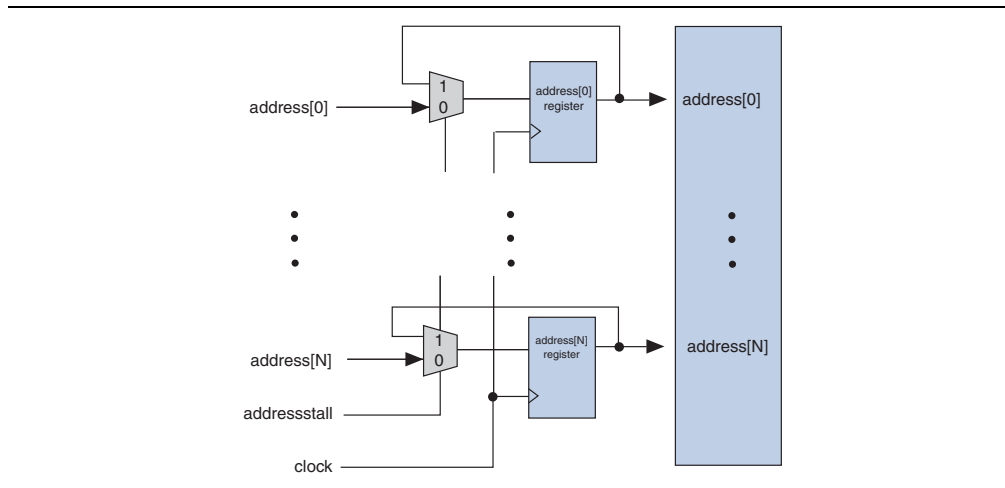 1
0
address[0]
address[0]
register
address[0]
1
0
address[N]
address[N]
register
address[N]
addressstall
clock